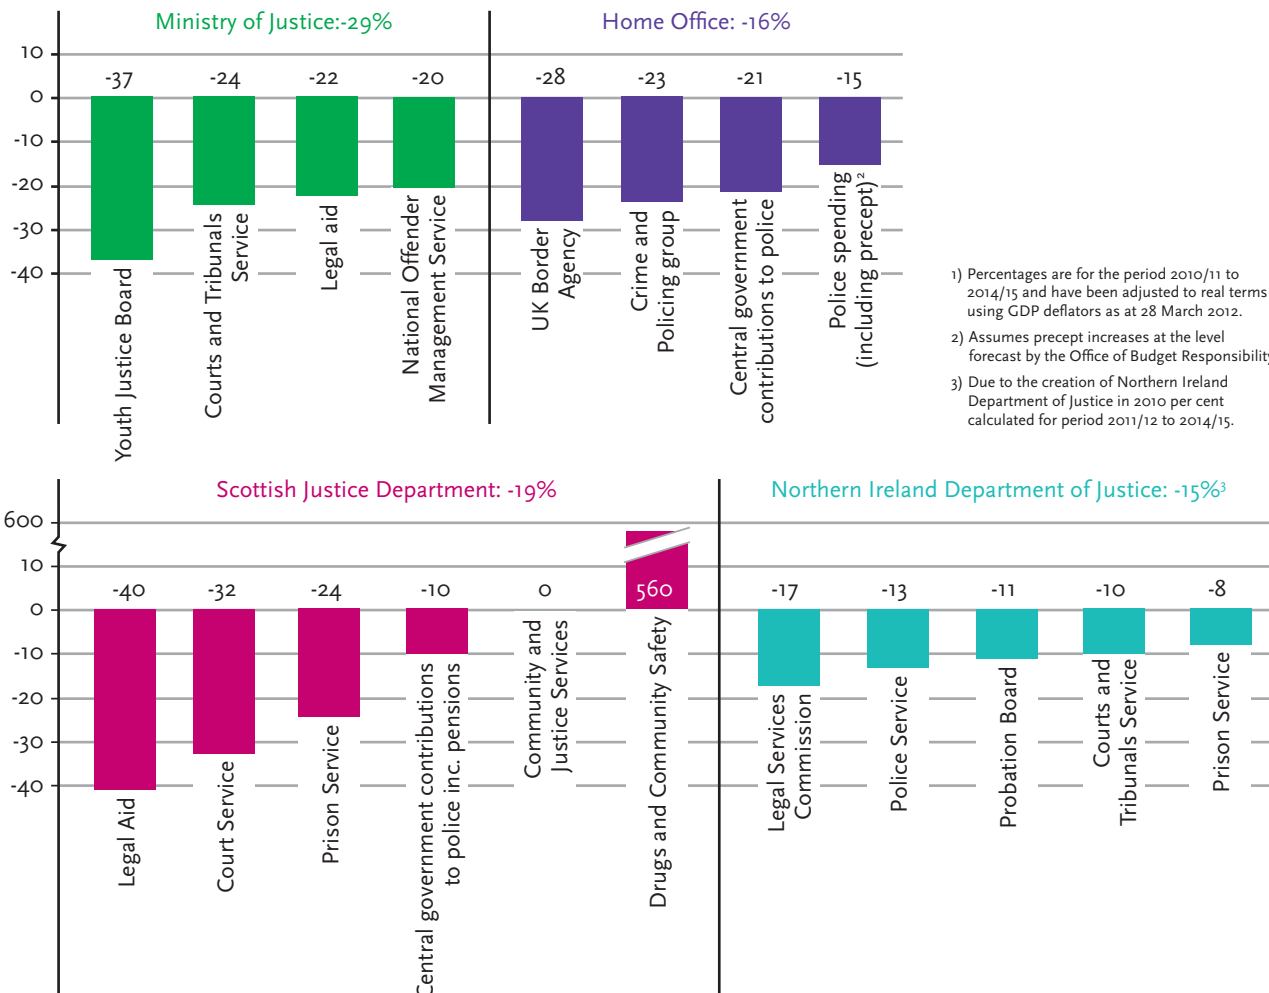 Ministry of Justice:-29%
Home Office: -16%
10
0
-10
-20
-30
-40
-37
-24
-22
-20
-28
-23
-21
-15
Youth Justice Board
Courts and Tribunals
Service
Legal aid
National Offender
Management Service
UK Border
Agency
Crime and
Policing group
Central government
contributions to police
Police spending
(including precept)²
1) Percentages are for the period 2010/11 to
2014/15 and have been adjusted to real terms
using GDP deflators as at 28 March 2012.
2) Assumes precept increases at the level
forecast by the Office of Budget Responsibility
3) Due to the creation of Northern Ireland
Department of Justice in 2010 per cent
calculated for period 2011/12 to 2014/15.
Scottish Justice Department: -19%
Northern Ireland Department of Justice: -15%³
600
10
0
-10
-20
-30
-40
-40
-32
-24
-10
0
560
-17
-13
-11
-10
-8
Legal Aid
Court Service
Prison Service
Central government contributions
to police inc. pensions
Community and
Justice Services
Drugs and Community Safety
Legal Services
Commission
Police Service
Probation Board
Courts and
Tribunals Service
Prison Service